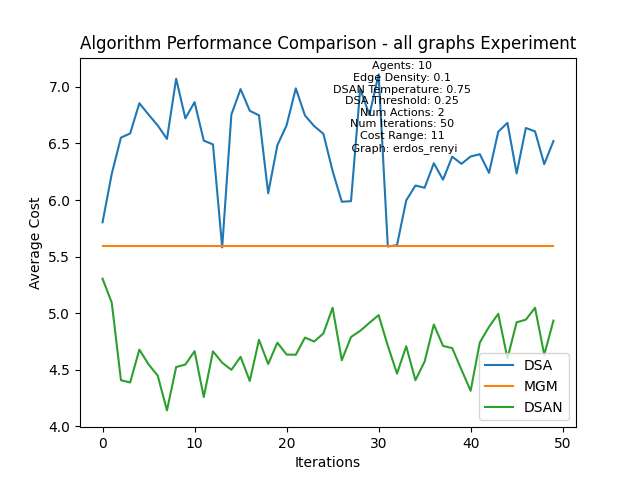 Algorithm Performance Comparison - all graphs Experiment
Agents: 10
Edge Density: 0.1
DSAN Temperature: 0.75
DSA Threshold: 0.25
Num Actions: 2
Num Iterations: 50
Cost Range: 11
Graph: erdos_renyi
7.0
6.5
6.0
5.5
5.0
4.5
4.0
Average Cost
DSA
MGM
DSAN
0
10
20
30
40
50
Iterations